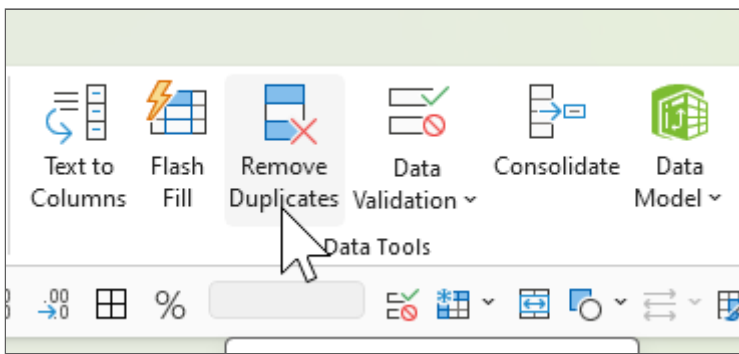 Text to Columns
Flash Fill
Remove Duplicates
Data Validation
Consolidate
Data Model
Data Tools
.00
→0
%